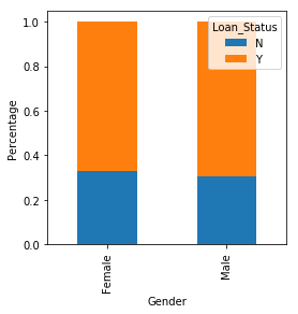 Loan_Status
N
Y
Percentage
1.0
0.8
0.6
0.4
0.2
0.0
Female
Male
Gender